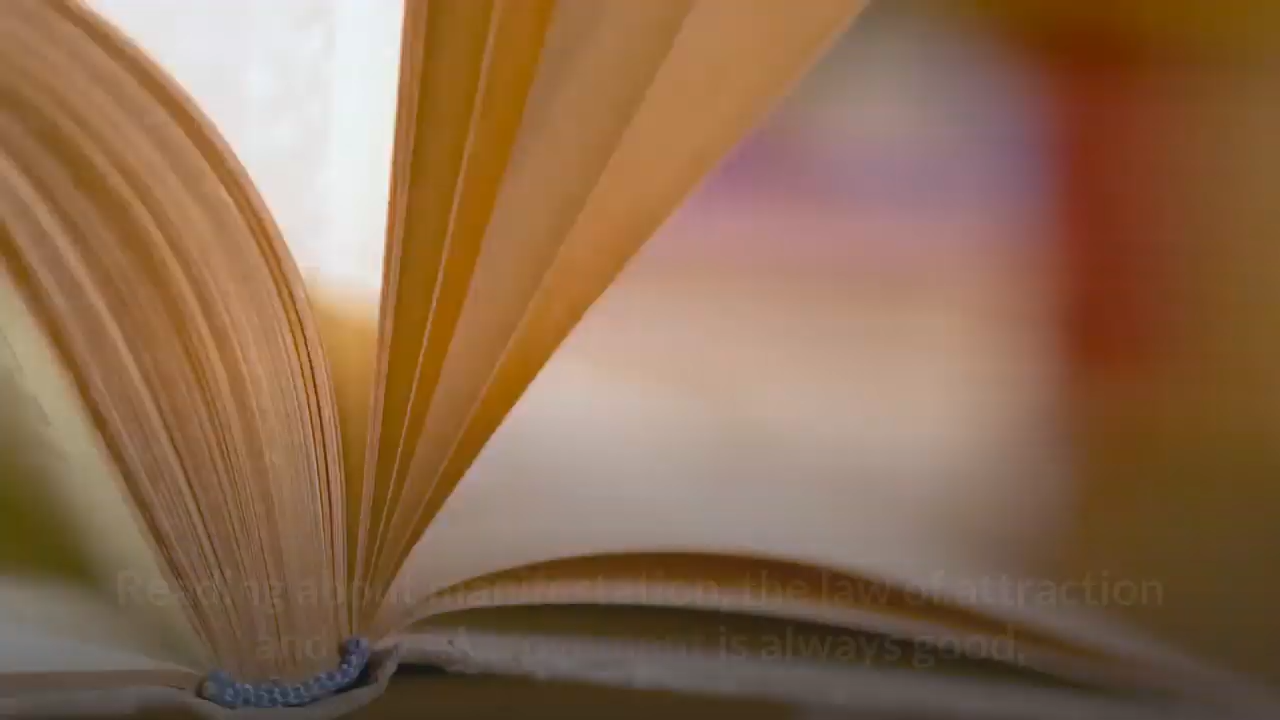 Reading about manifestation, the law of attraction
and is always good.